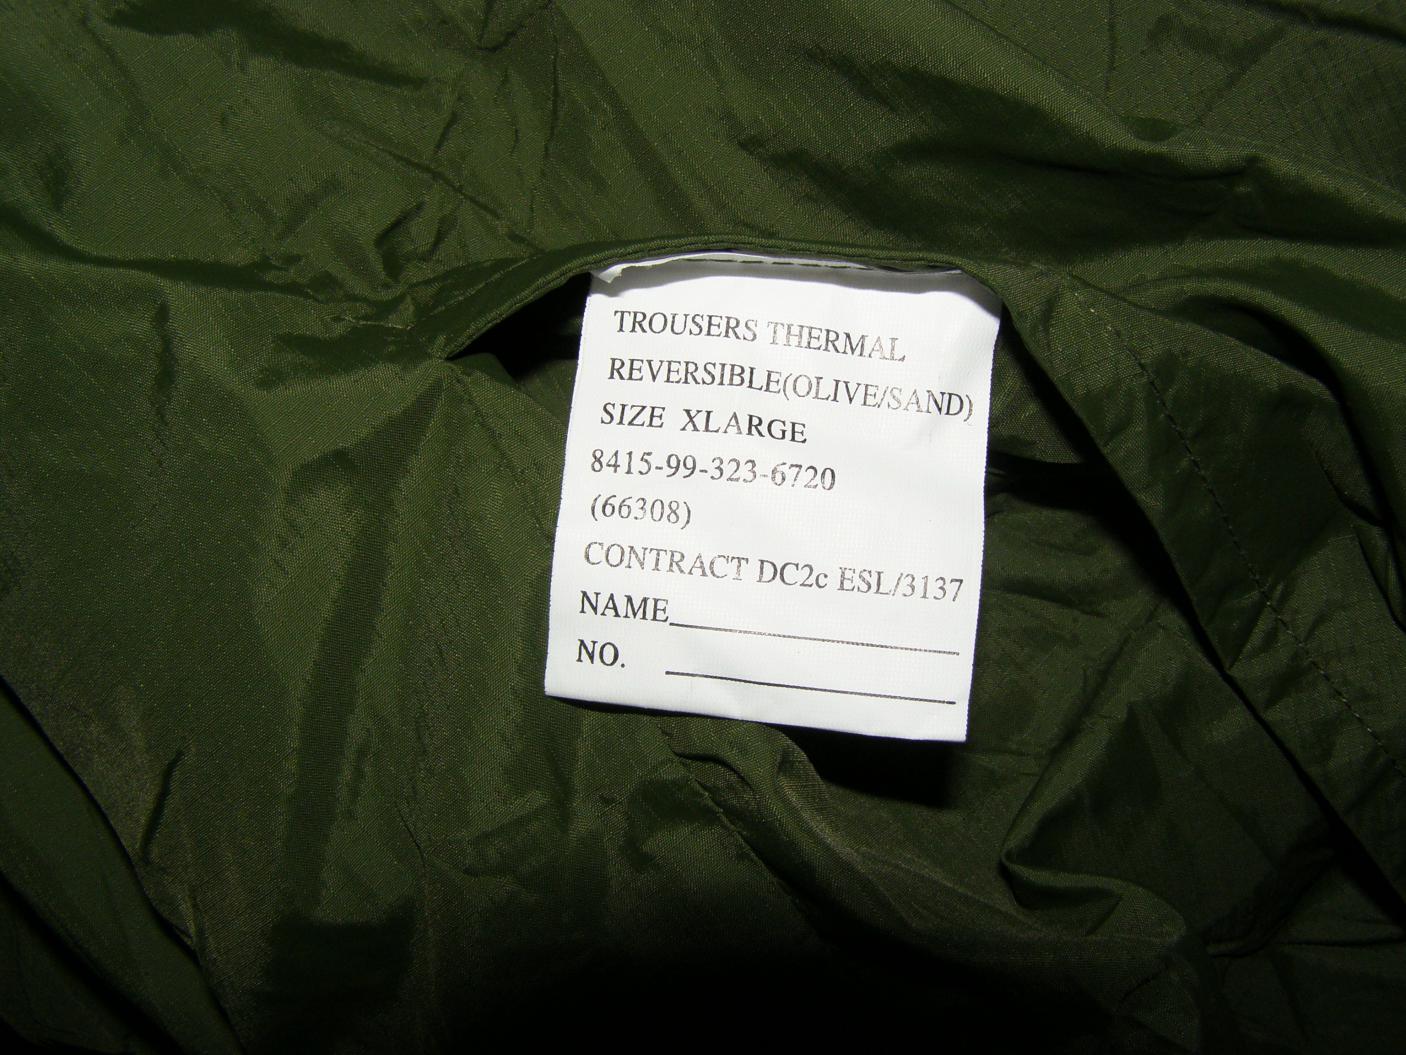 TROUSERS THERMAL
REVERSIBLE(OLIVE/SAND)
SIZE XLARGE
8415-99-323-6720
(66308)
CONTRACT DC2c ESL/3137
NAME
NO.